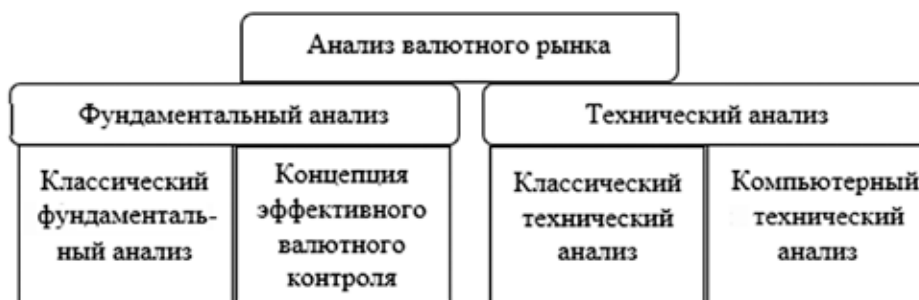 Анализ валютного рынка
Фундаментальный анализ
Технический анализ
Классический
фундаменталь-
ный анализ
Концепция
эффективного
валютного
контроля
Классический
технический
анализ
Компьютерный
технический
анализ